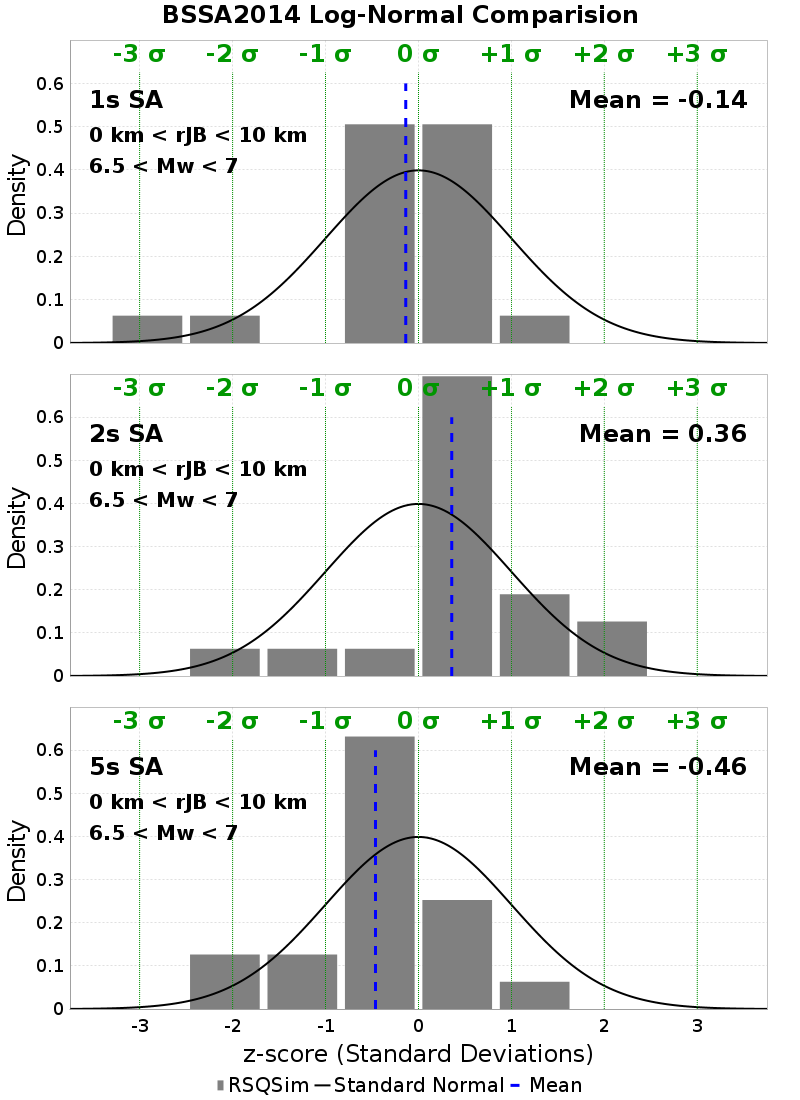 BSSA2014 Log-Normal Comparision
-3 σ -2 σ -1 σ 0 σ +1 σ +2 σ +3 σ
0.6
1s SA Mean = -0.14
0.5
0 km < rJB < 10 km
0.4
6.5 < Mw < 7
0.3
0.2
0.1
0
Density
-3 σ -2 σ -1 σ 0 σ +1 σ +2 σ +3 σ
0.6
2s SA Mean = 0.36
0.5
0 km < rJB < 10 km
0.4
6.5 < Mw < 7
0.3
0.2
0.1
0
Density
-3 σ -2 σ -1 σ 0 σ +1 σ +2 σ +3 σ
0.6
5s SA Mean = -0.46
0.5
0 km < rJB < 10 km
0.4
6.5 < Mw < 7
0.3
0.2
0.1
0
Density
-3 -2 -1 0 1 2 3
z-score (Standard Deviations)
RSQSim Standard Normal Mean